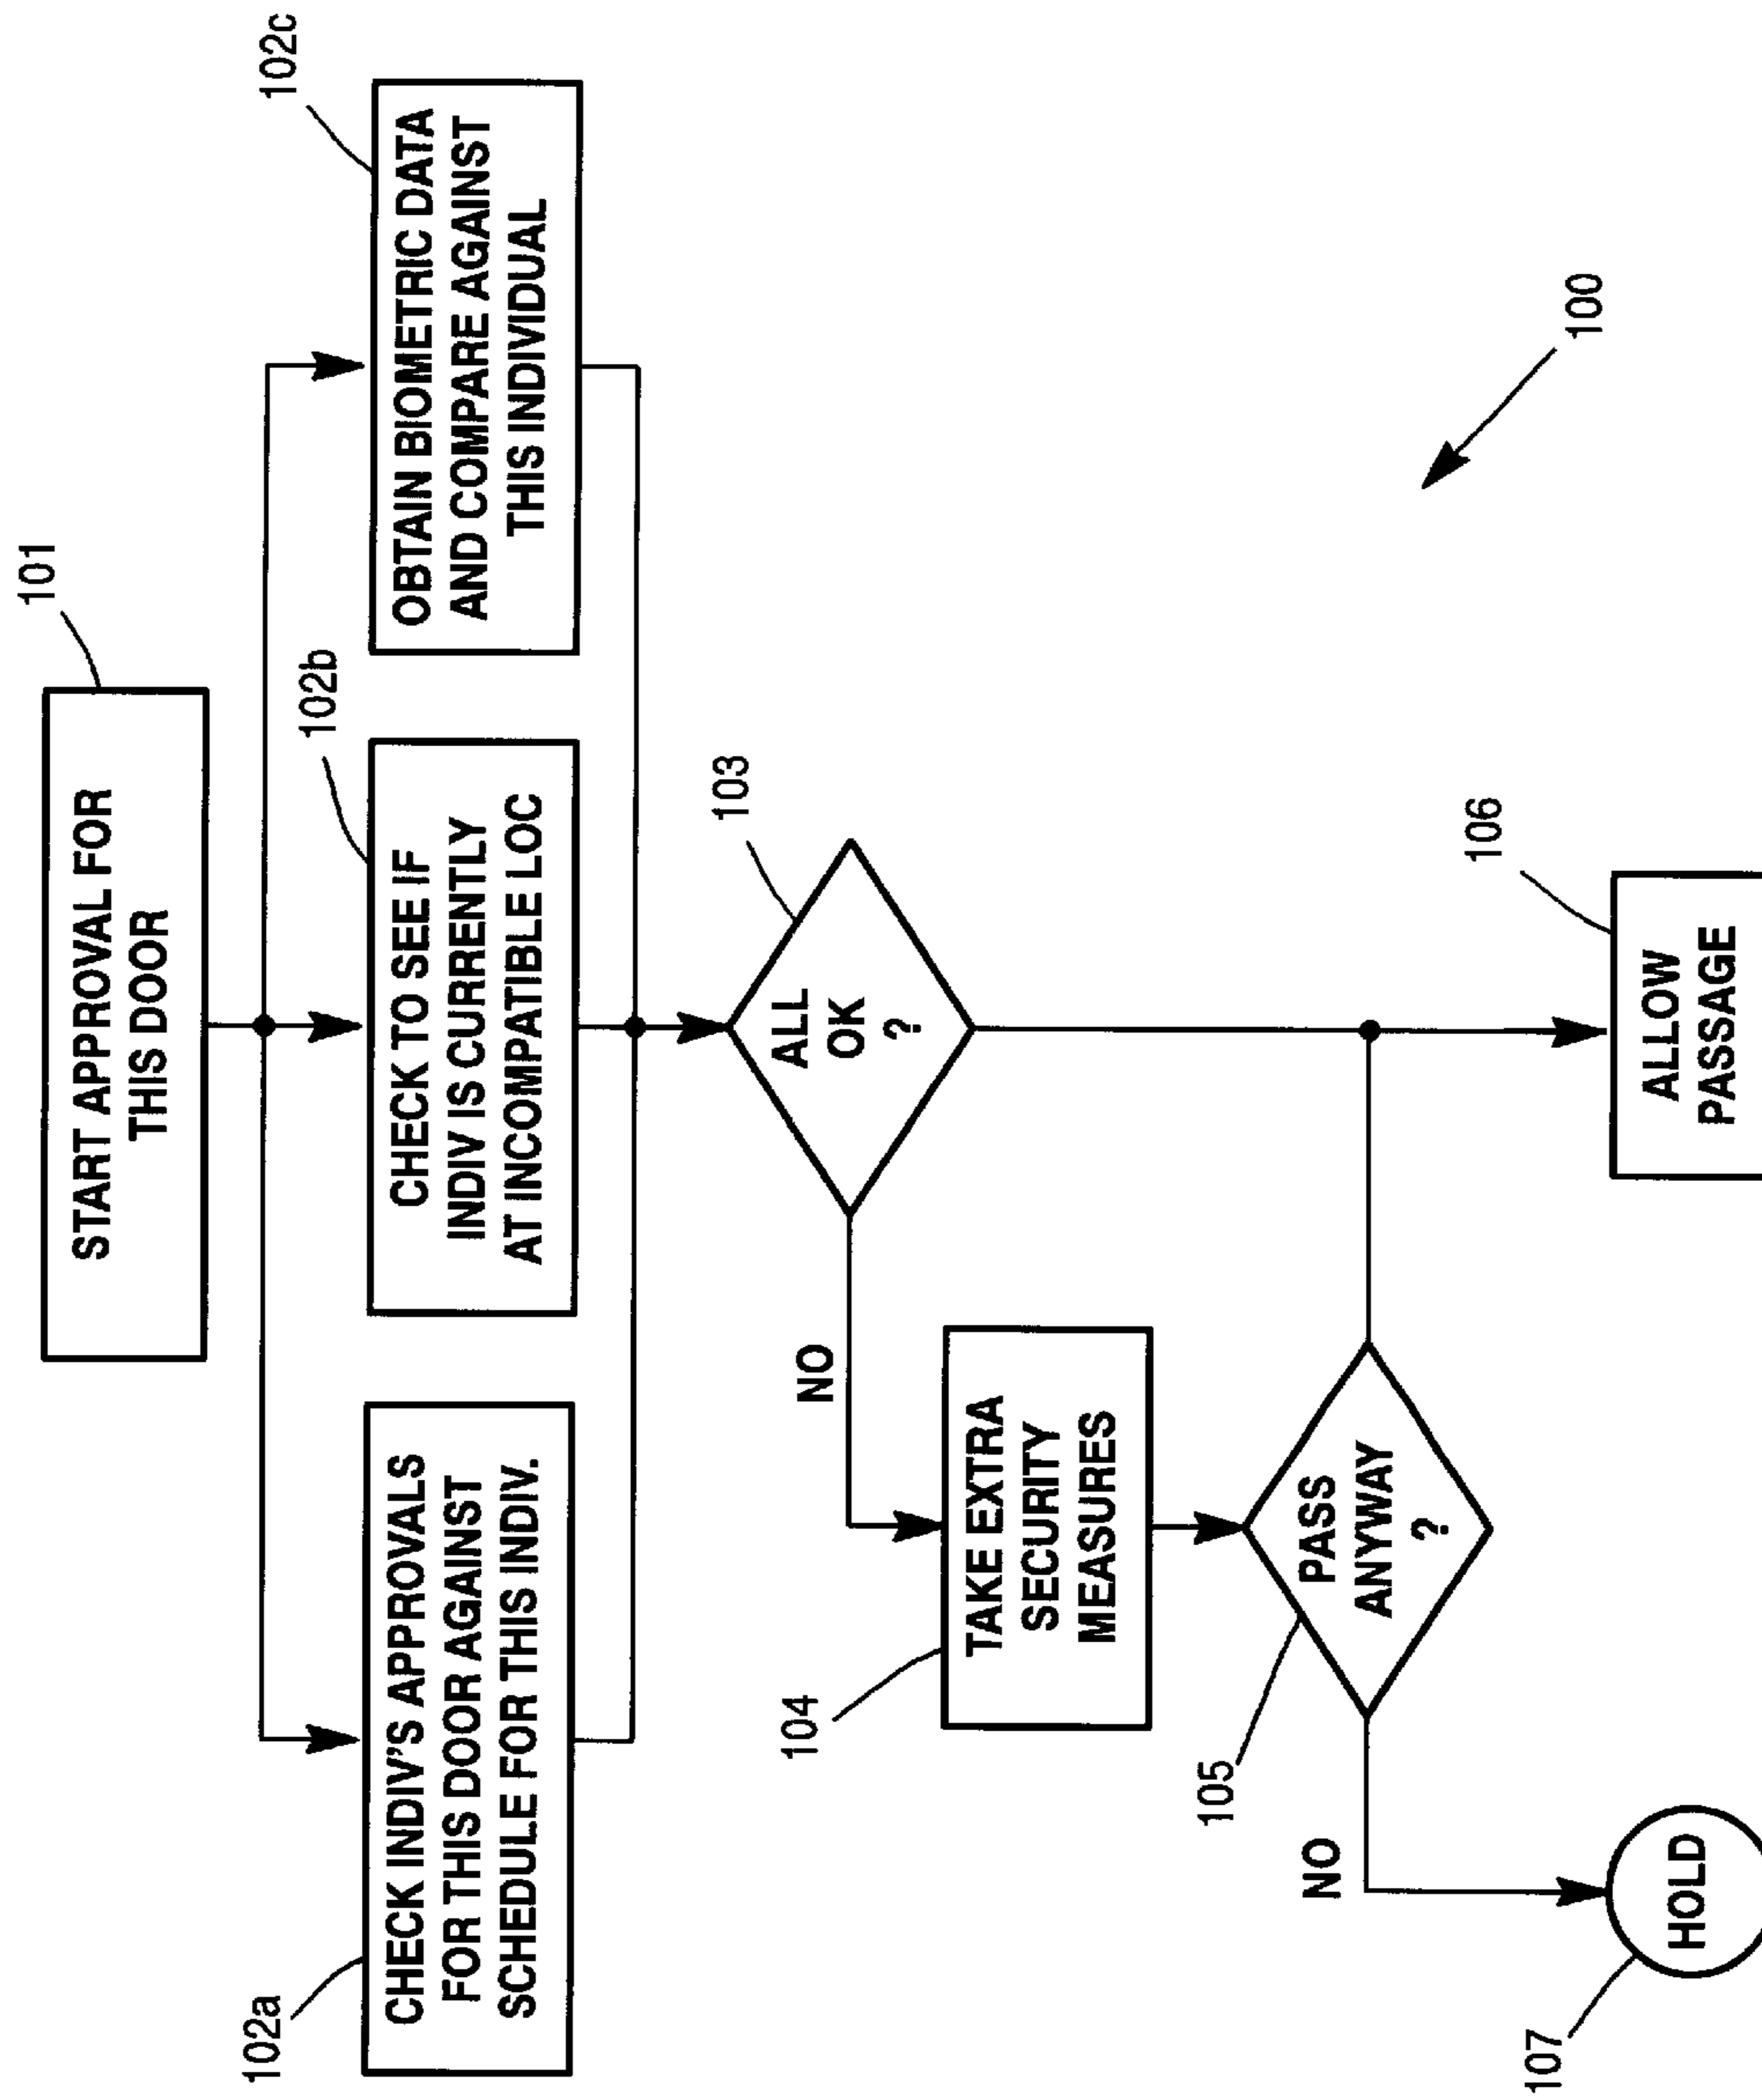 101
START APPROVAL FOR
THIS DOOR
102a
CHECK INDIV'S APPROVALS
FOR THIS DOOR AGAINST
SCHEDULE FOR THIS INDIV.
102b
CHECK TO SEE IF
INDIV IS CURRENTLY
AT INCOMPATIBLE LOC
102c
OBTAIN BIOMETRIC DATA
AND COMPARE AGAINST
THIS INDIVIDUAL
103
ALL
OK
?
NO
104
TAKE EXTRA
SECURITY
MEASURES
105
PASS
ANYWAY
?
NO
107
HOLD
106
ALLOW
PASSAGE
100